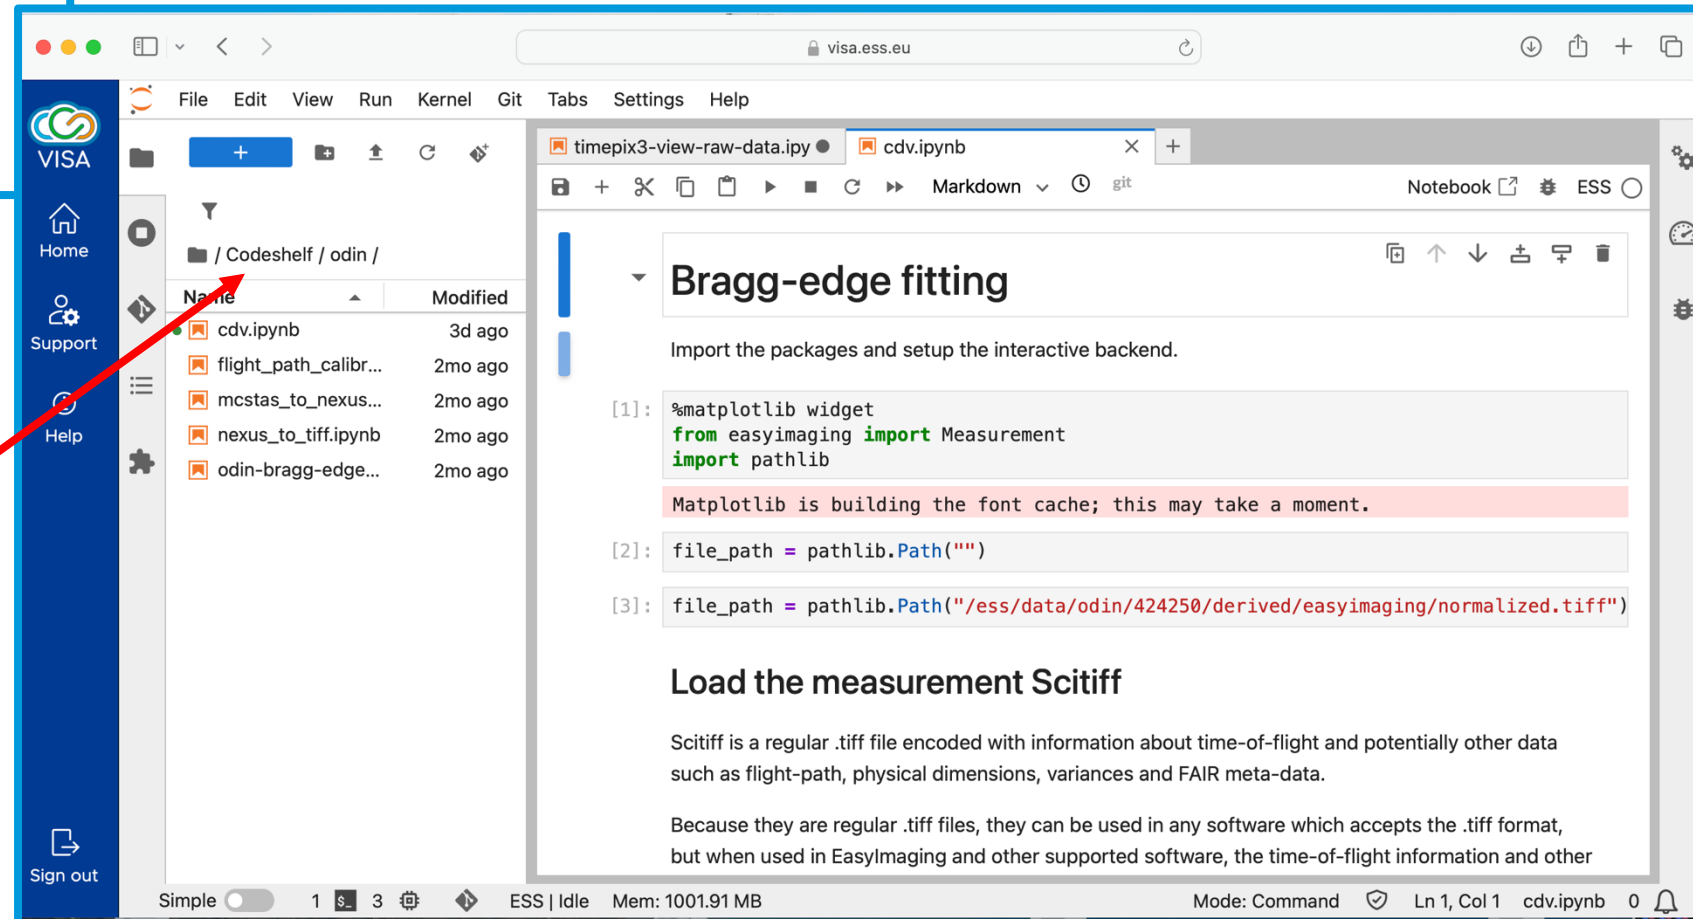 visa.ess.eu
VISA
Home
Support
Help
Sign out
File Edit View Run Kernel Git Tabs Settings Help
+
/ Codeshelf / odin /
Name Modified
cdv.ipynb 3d ago
flight_path_calibr... 2mo ago
mcstas_to_nexus... 2mo ago
nexus_to_tiff.ipynb 2mo ago
odin-bragg-edge... 2mo ago
timepix3-view-raw-data.ipy
cdv.ipynb
Markdown git Notebook ESS
Bragg-edge fitting
Import the packages and setup the interactive backend.
[1]: %matplotlib widget
from easyimaging import Measurement
import pathlib
Matplotlib is building the font cache; this may take a moment.
[2]: file_path = pathlib.Path("")
[3]: file_path = pathlib.Path("/ess/data/odin/424250/derived/easyimaging/normalized.tiff")
Load the measurement Scitiff
Scitiff is a regular .tiff file encoded with information about time-of-flight and potentially other data
such as flight-path, physical dimensions, variances and FAIR meta-data.
Because they are regular .tiff files, they can be used in any software which accepts the .tiff format,
but when used in EasyImaging and other supported software, the time-of-flight information and other
Simple 1 $_ 3 ESS | Idle Mem: 1001.91 MB Mode: Command Ln 1, Col 1 cdv.ipynb 0